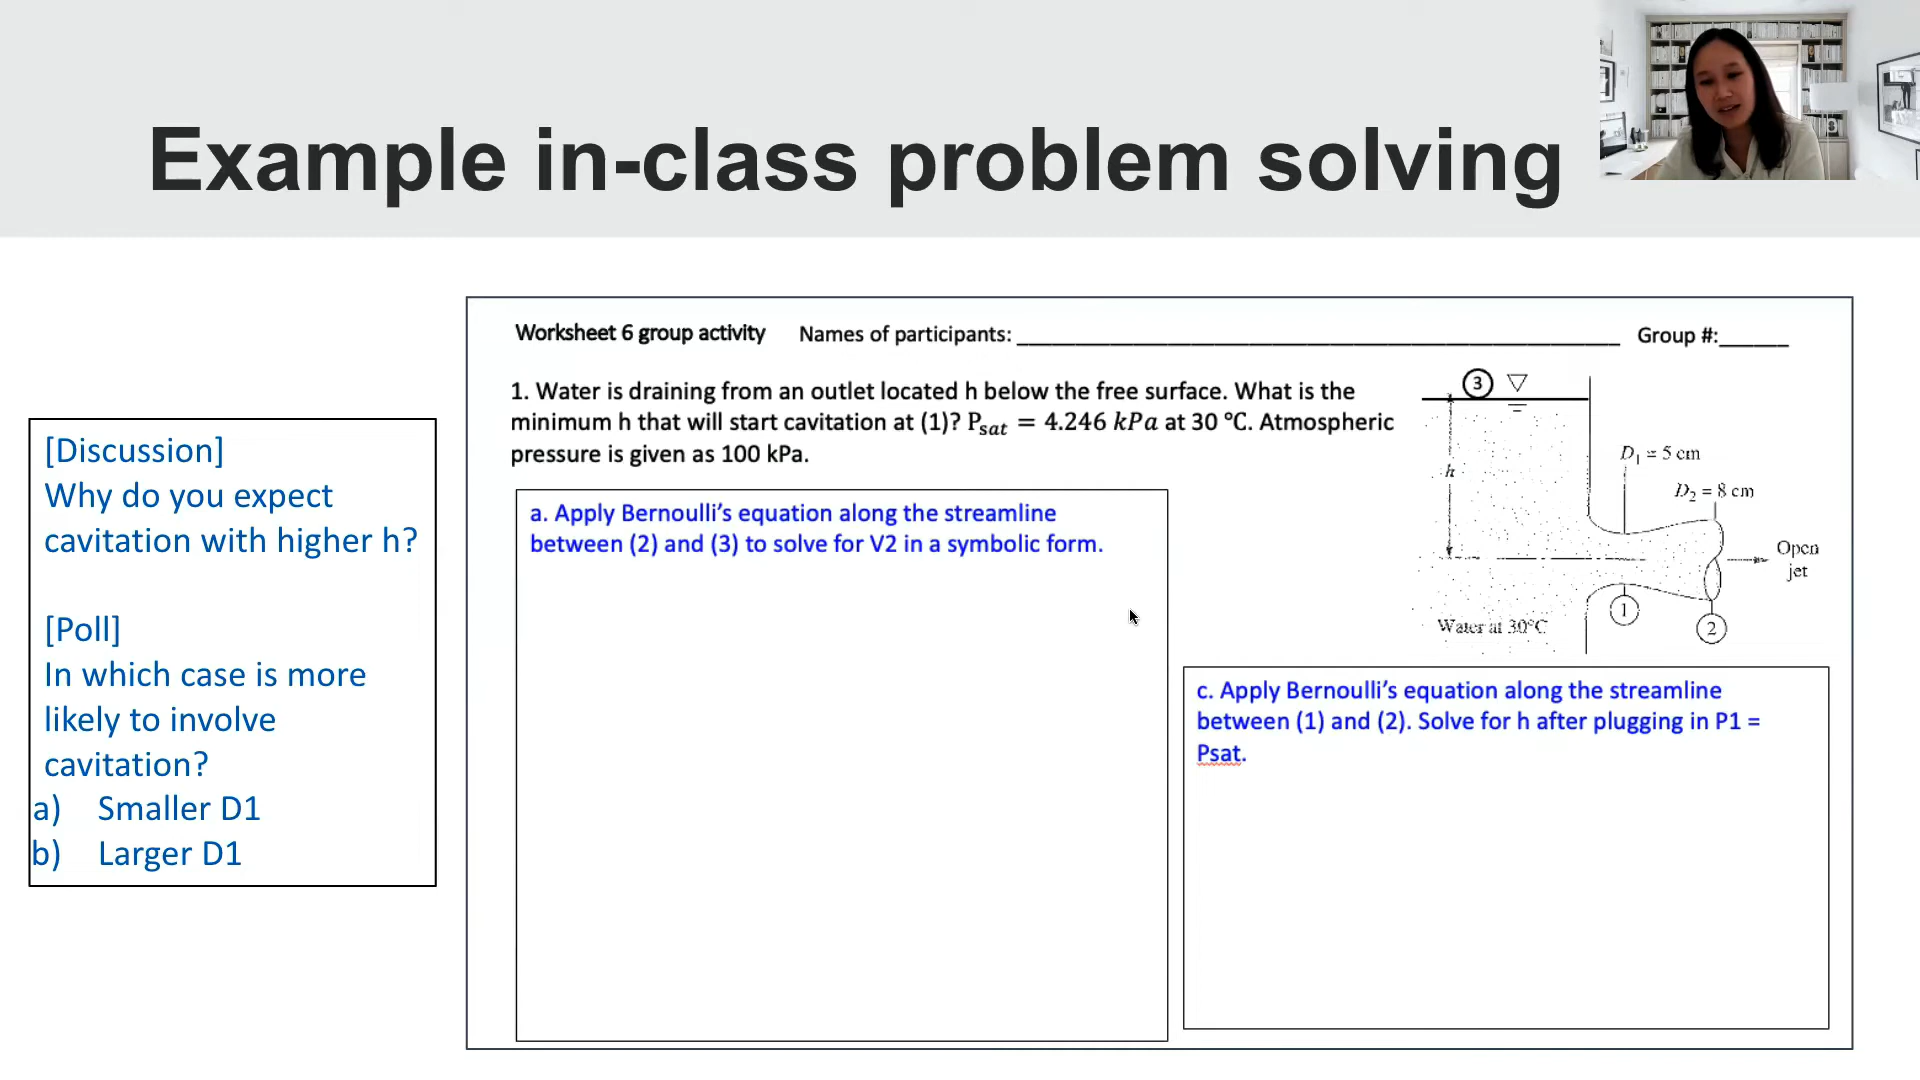 Example in-class problem solving
[Discussion]
Why do you expect
cavitation with higher h?
[Poll]
In which case is more
likely to involve
cavitation?
a) Smaller D1
b) Larger D1
Worksheet 6 group activity Names of participants: ____ Group #:____
1. Water is draining from an outlet located h below the free surface. What is the
minimum h that will start cavitation at (1)? Psat = 4.246 kPa at 30 °C. Atmospheric
pressure is given as 100 kPa.
a. Apply Bernoulli’s equation along the streamline
between (2) and (3) to solve for V2 in a symbolic form.
3
h
D1 = 5 cm
D2 = 8 cm
Open
jet
1
2
Water at 30°C
c. Apply Bernoulli’s equation along the streamline
between (1) and (2). Solve for h after plugging in P1 =
Psat.